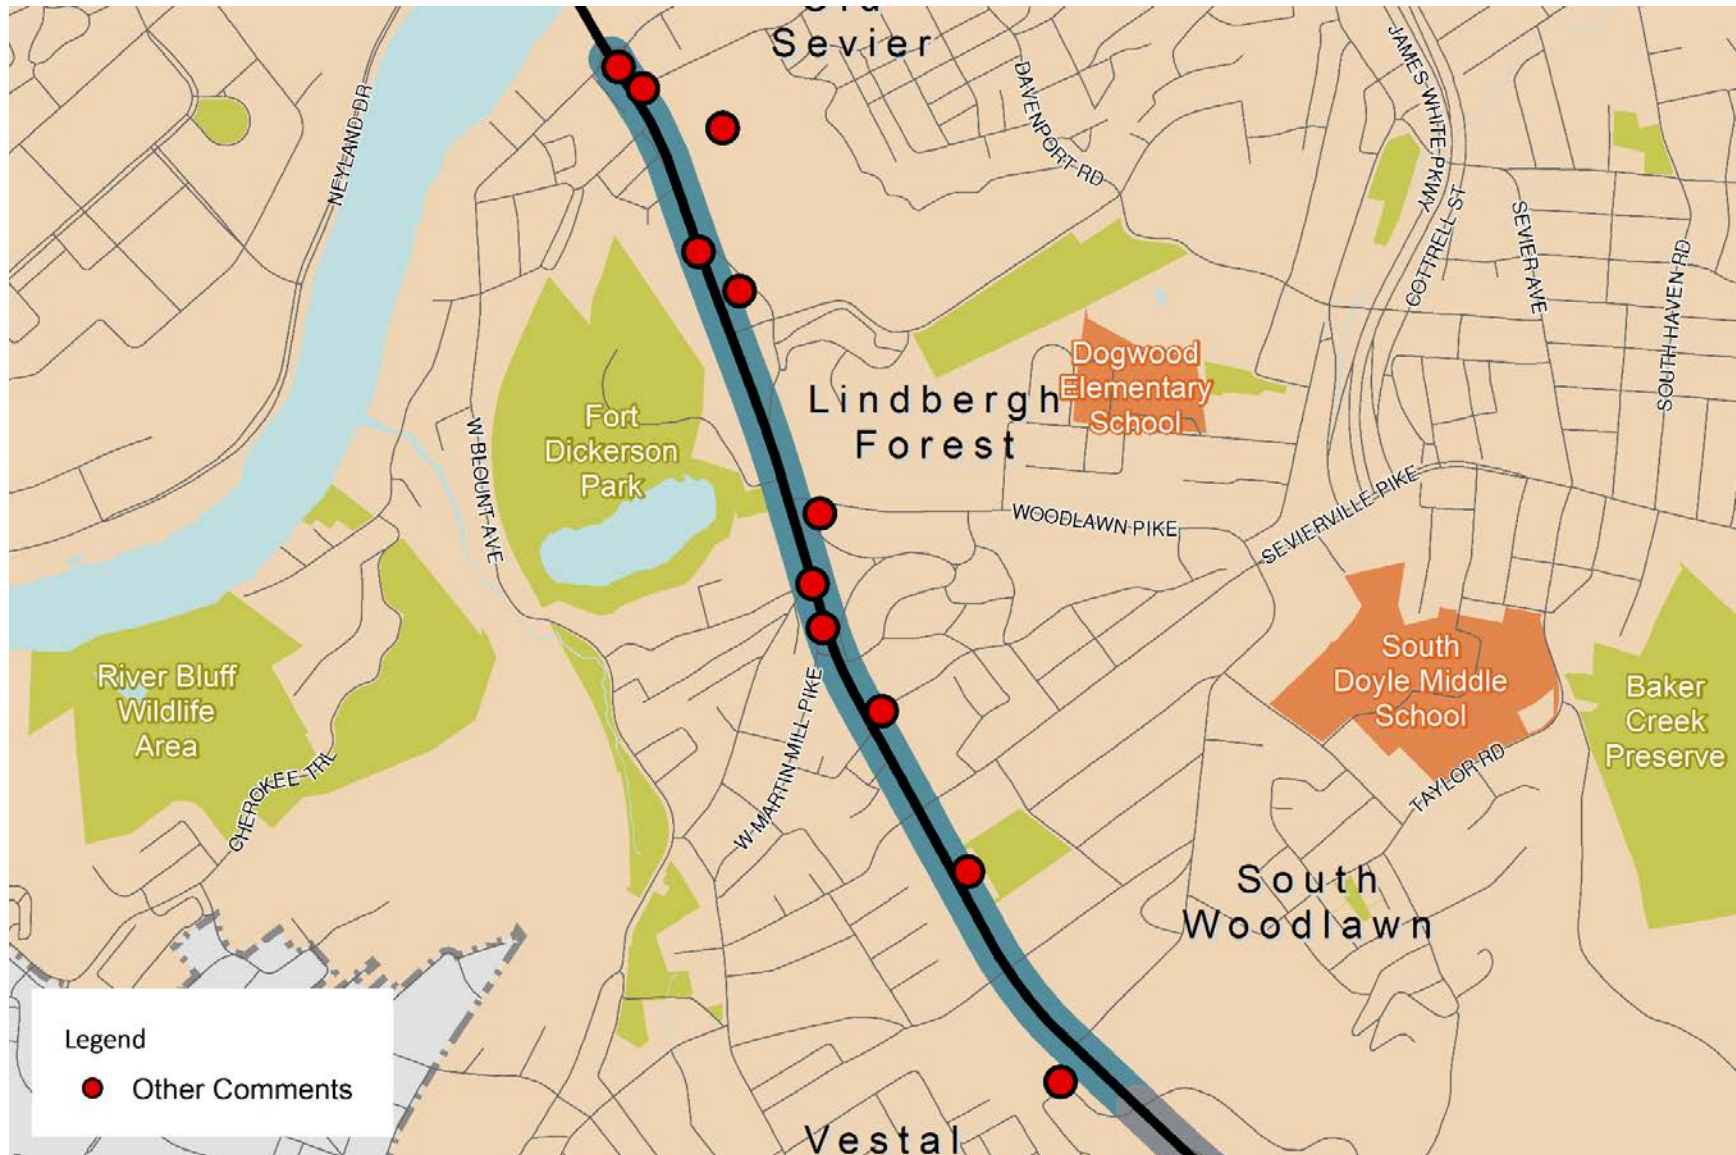 Sevier
DAVENPORT RD
JAMES WHITE PKWY
NEYLAND DR
COTTRELL ST
SEVIER AVE
SOUTH HAVEN RD
Dogwood
Elementary
School
Lindbergh
Forest
Fort
Dickerson
Park
W BLOUNT AVE
WOODLAWN PIKE
SEVIERVILLE PIKE
River Bluff
Wildlife
Area
South
Doyle Middle
School
Baker
Creek
Preserve
W MARTIN MILL PIKE
CHEROKEE TRL
TAYLOR RD
South
Woodlawn
Legend
Other Comments
Vestal